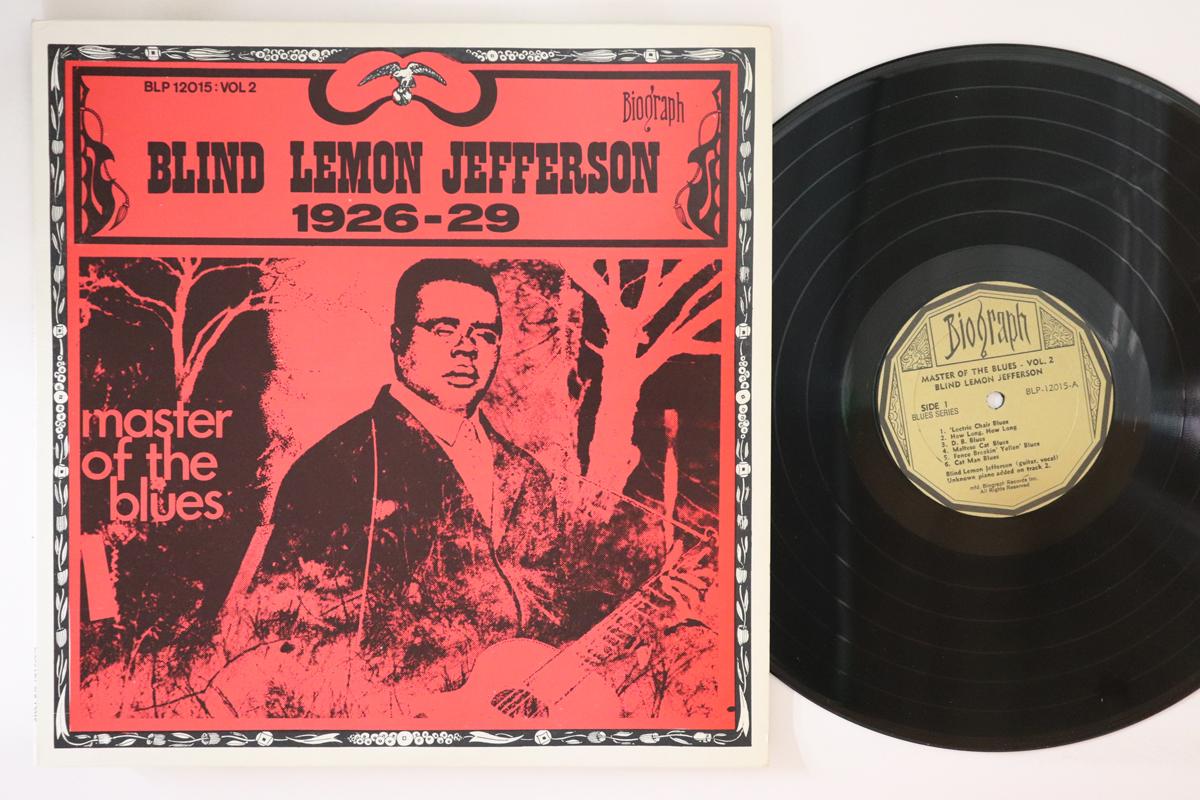 BLP 12015: VOL 2
Biograph
BLIND LEMON JEFFERSON
1926-29
master
of the
blues
Biograph
MASTER OF THE BLUES - VOL. 2
BLIND LEMON JEFFERSON
BLP-12015-A
SIDE 1
BLUES SERIES
1. 'Lectric Chair Blues
2. How Long, How Long
3. D. B. Blues
4. Maltese Cat Blues
5. Fence Breakin' Yellin' Blues
6. Cat Man Blues
Blind Lemon Jefferson (guitar, vocal)
Unknown piano added on track 2.
mfd. Biograph Records Inc.
All Rights Reserved